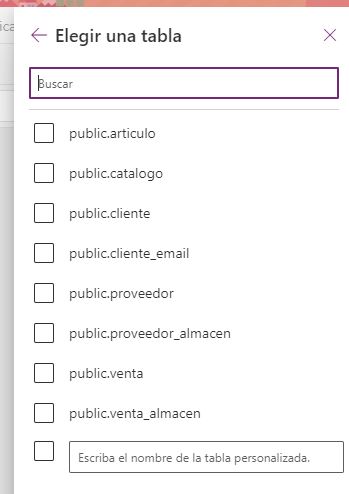 Elegir una tabla
Buscar
public.articulo
public.catalogo
public.cliente
public.cliente_email
public.proveedor
public.proveedor_almacen
public.venta
public.venta_almacen
Escriba el nombre de la tabla personalizada.